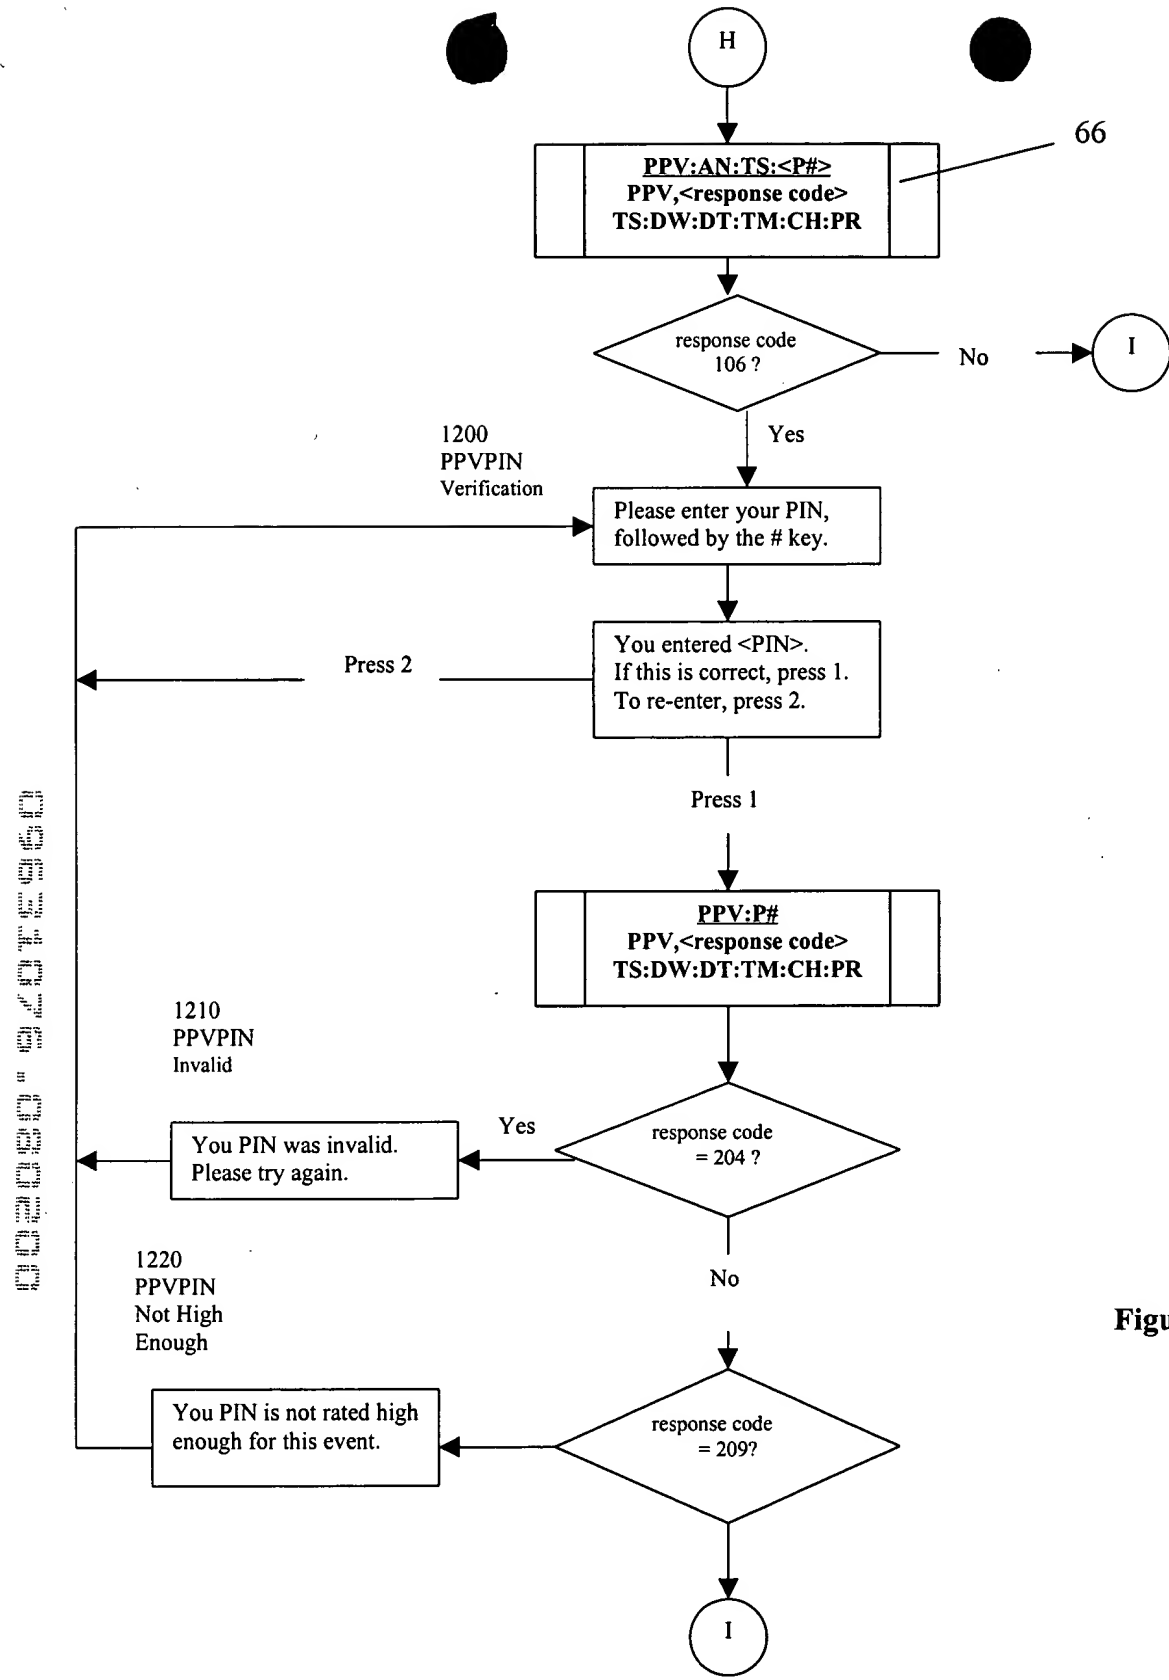 H
66
PPV:AN:TS:<P#>
PPV,<response code>
TS:DW:DT:TM:CH:PR
response code
106 ?
No
I
Yes
1200
PPVPIN
Verification
Please enter your PIN,
followed by the # key.
You entered <PIN>.
If this is correct, press 1.
To re-enter, press 2.
Press 2
Press 1
PPV:P#
PPV,<response code>
TS:DW:DT:TM:CH:PR
1210
PPVPIN
Invalid
You PIN was invalid.
Please try again.
Yes
response code
= 204 ?
No
1220
PPVPIN
Not High
Enough
You PIN is not rated high
enough for this event.
response code
= 209?
I
Figu
09631076.080200